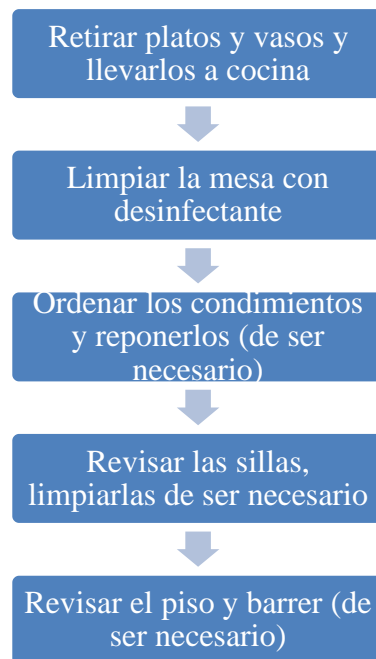 Retirar platos y vasos y
llevarlos a cocina
Limpiar la mesa con
desinfectante
Ordenar los condimientos
y reponerlos (de ser
necesario)
Revisar las sillas,
limpiarlas de ser necesario
Revisar el piso y barrer (de
ser necesario)